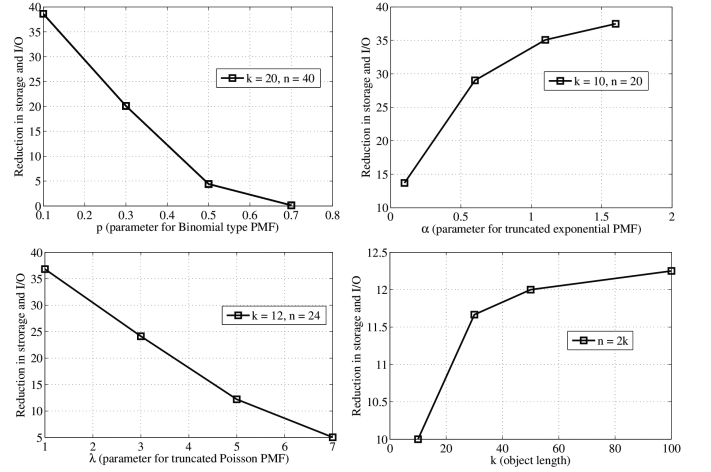 40
35
30
25
20
15
10
5
0
Reduction in storage and I/O
k = 20, n = 40
0.1 0.2 0.3 0.4 0.5 0.6 0.7 0.8
p (parameter for Binomial type PMF)
40
35
30
25
20
15
10
Reduction in storage and I/O
k = 10, n = 20
0 0.5 1 1.5 2
α (parameter for truncated exponential PMF)
40
35
30
25
20
15
10
5
Reduction in strorage and I/O
k = 12, n = 24
1 2 3 4 5 6 7
λ (parameter for truncated Poisson PMF)
12.5
12
11.5
11
10.5
10
Reduction in storage and I/O
n = 2k
0 20 40 60 80 100
k (object length)